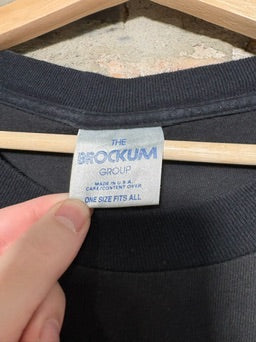 THE
BROCKUM
GROUP
MADE IN U.S.A.
CARE/CONTENT OVER
ONE SIZE FITS ALL